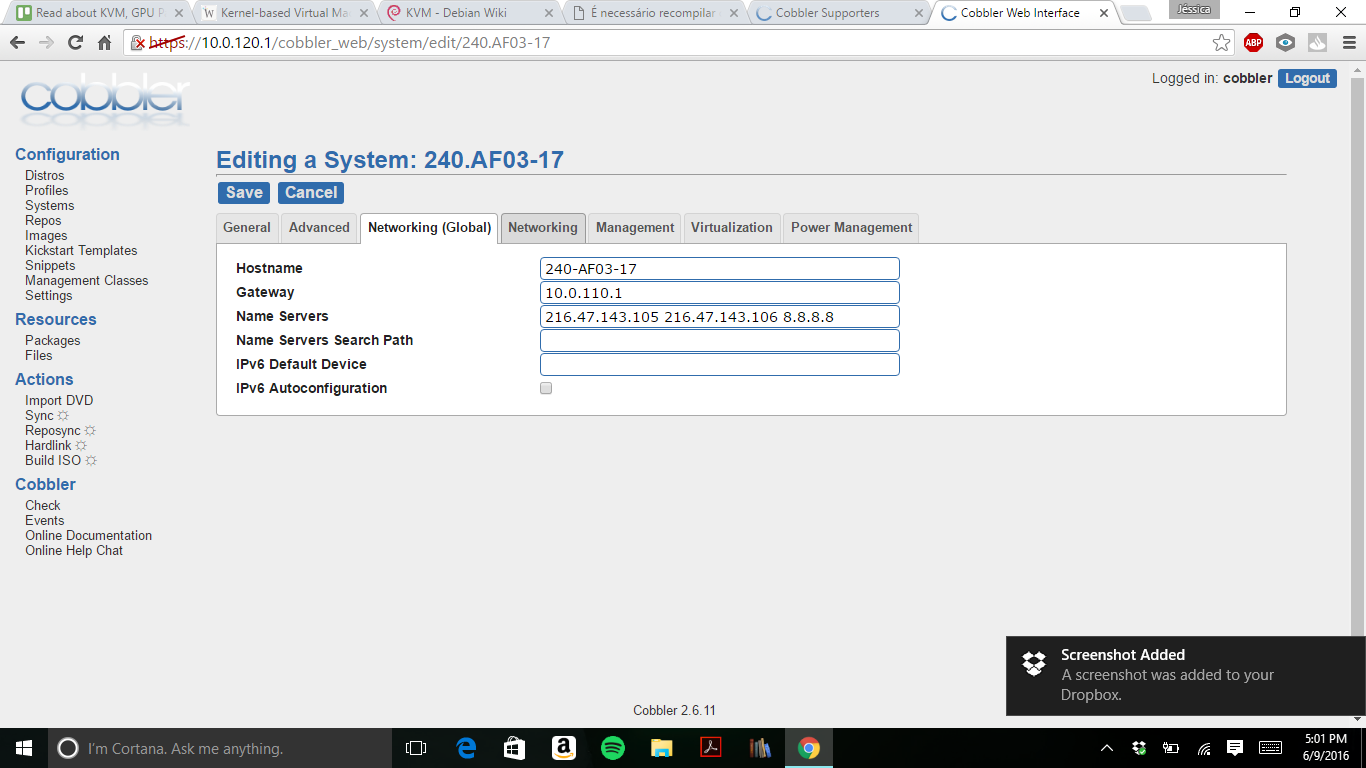 Read about KVM, GPU P
Kernel-based Virtual Ma
KVM - Debian Wiki
É necessário recompilar
Cobbler Supporters
Cobbler Web Interface
Jéssica
https://10.0.120.1/cobbler_web/system/edit/240.AF03-17
ABP
cobbler
Logged in: cobbler Logout
Configuration
Distros
Profiles
Systems
Repos
Images
Kickstart Templates
Snippets
Management Classes
Settings
Resources
Packages
Files
Actions
Import DVD
Sync
Reposync
Hardlink
Build ISO
Cobbler
Check
Events
Online Documentation
Online Help Chat
Editing a System: 240.AF03-17
Save Cancel
General Advanced Networking (Global) Networking Management Virtualization Power Management
Hostname 240-AF03-17
Gateway 10.0.110.1
Name Servers 216.47.143.105 216.47.143.106 8.8.8.8
Name Servers Search Path
IPv6 Default Device
IPv6 Autoconfiguration
Screenshot Added
A screenshot was added to your
Dropbox.
Cobbler 2.6.11
I'm Cortana. Ask me anything.
5:01 PM
6/9/2016